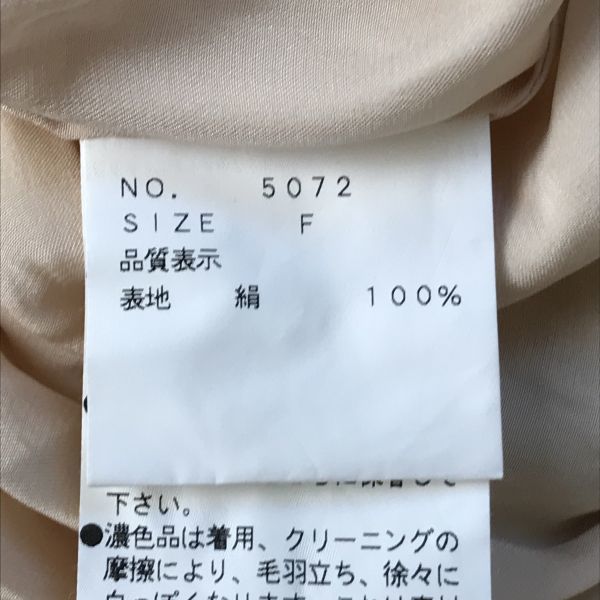 NO. 5072
SIZE F
品質表示
表地 絹 100%
下さい。
●濃色品は着用、クリーニングの
摩擦により、毛羽立ち、徐々に